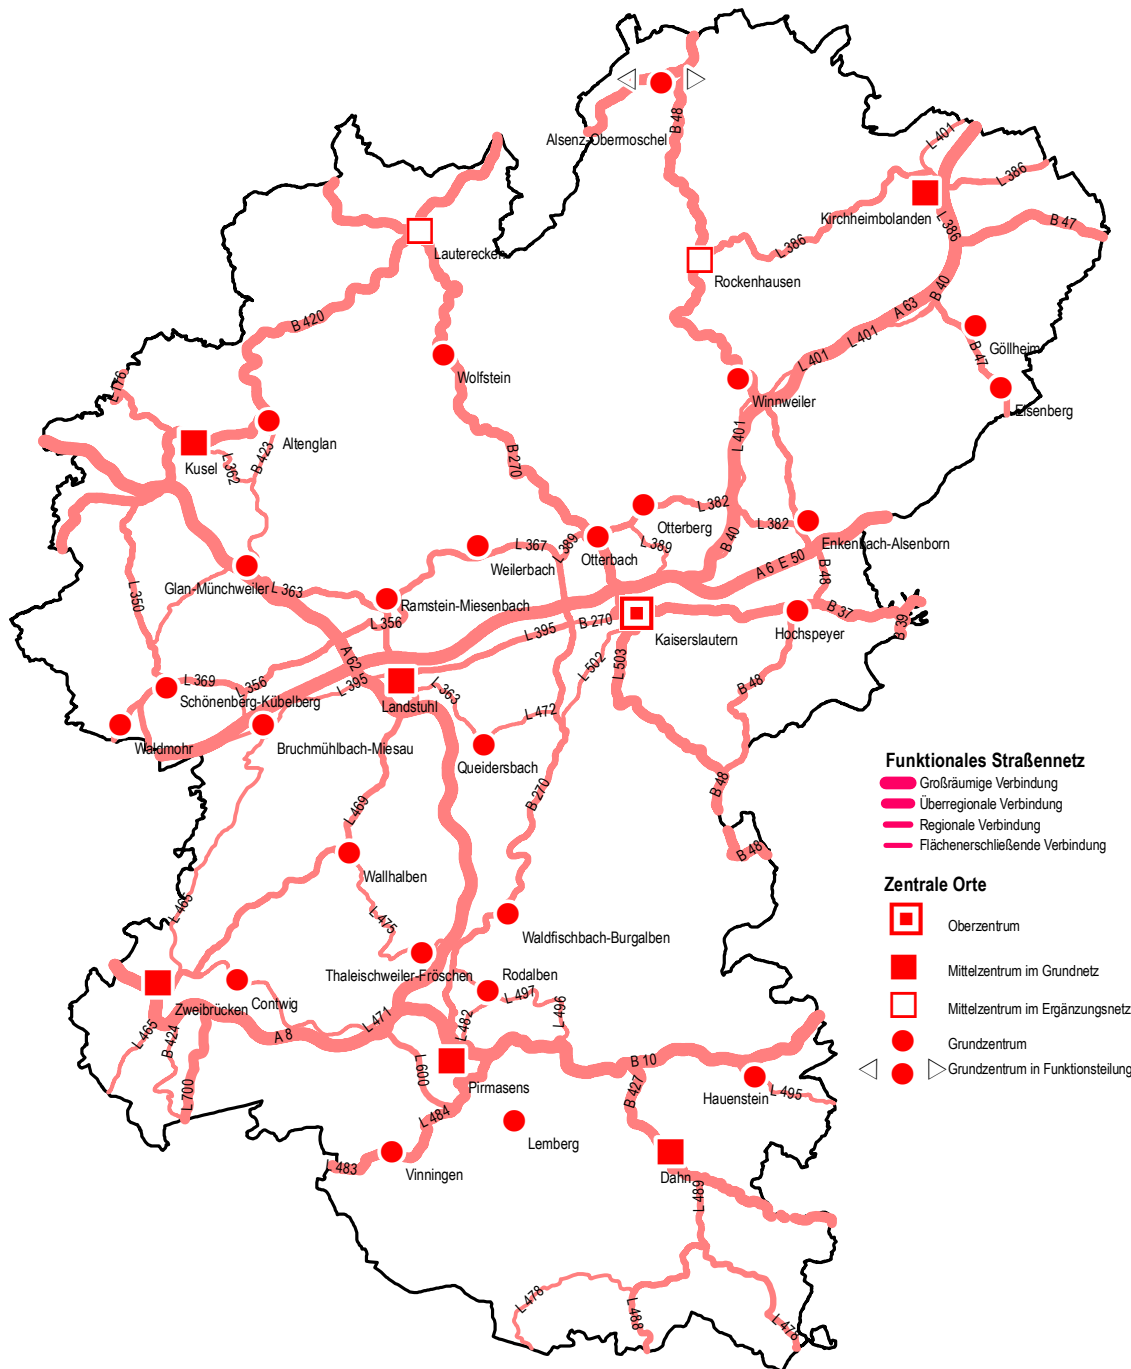 L 401
B 48
Alsenz-Obermoschel
L 386
Kirchheimbolanden
L 386
B 47
L 386
Lauterecken
Rockenhausen
B 40
A 63
B 420
L 401
Göllheim
B 47
L 401
Wolfstein
Winnweiler
Eisenberg
L 176
Altenglan
L 401
Kusel
L 362
B 423
B 270
L 382
Otterberg
L 382
Enkenbach-Alsenborn
L 367
L 389
Otterbach
L 389
B 40
Weilerbach
A 6 E 50
B 48
Glan-Münchweiler
L 363
L 350
Ramstein-Miesenbach
B 37
L 356
L 395
B 270
Kaiserslautern
Hochspeyer
B 39
A 62
L 502
L 503
L 369
L 356
L 395
L 363
B 48
Schönenberg-Kübelberg
Landstuhl
L 472
Waldmohr
Bruchmühlbach-Miesau
Queidersbach
Funktionales Straßennetz
Großräumige Verbindung
Überregionale Verbindung
Regionale Verbindung
Flächenerschließende Verbindung
B 48
B 270
L 469
B 48
Wallhalben
Zentrale Orte
Oberzentrum
Mittelzentrum im Grundnetz
Mittelzentrum im Ergänzungsnetz
Grundzentrum
Grundzentrum in Funktionsteilung
L 465
L 475
Waldfischbach-Burgalben
Thaleischweiler-Fröschen
Rodalben
L 497
L 496
Zweibrücken
Contwig
L 471
L 482
L 465
B 424
A 8
L 700
L 600
Pirmasens
B 10
B 427
Hauenstein
L 495
L 484
Lemberg
L 483
Vinningen
Dahn
L 489
L 478
L 488
L 478